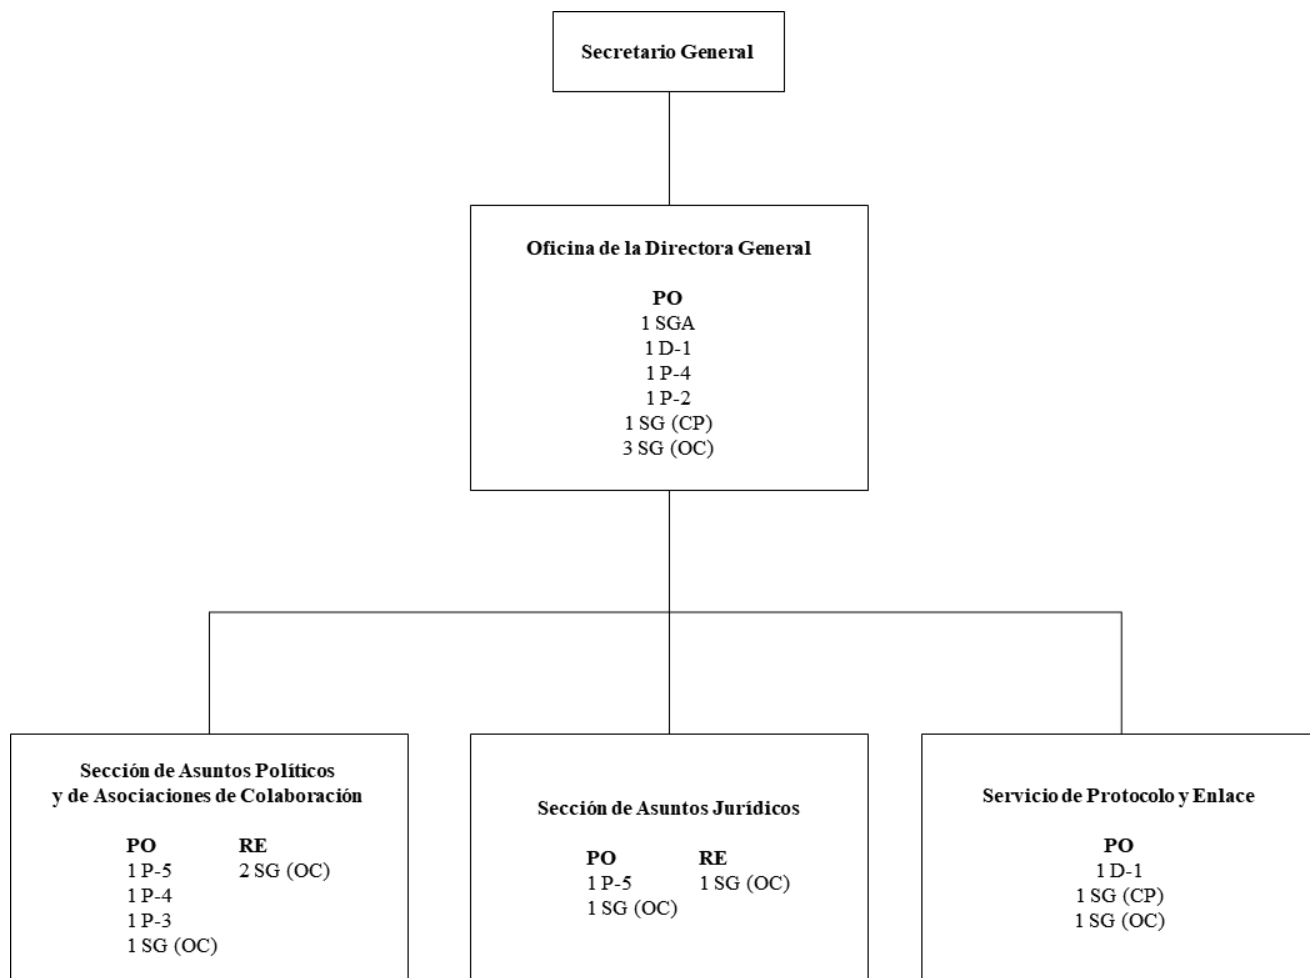 Secretario General
Oficina de la Directora General
PO
1 SGA
1 D-1
1 P-4
1 P-2
1 SG (CP)
3 SG (OC)
Sección de Asuntos Políticos
y de Asociaciones de Colaboración
PO RE
1 P-5 2 SG (OC)
1 P-4
1 P-3
1 SG (OC)
Sección de Asuntos Jurídicos
PO RE
1 P-5 1 SG (OC)
1 SG (OC)
Servicio de Protocolo y Enlace
PO
1 D-1
1 SG (CP)
1 SG (OC)